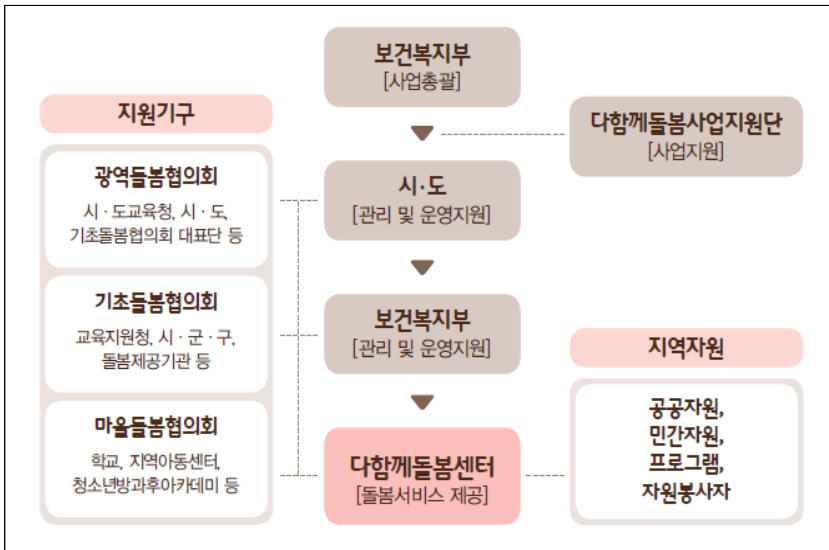 보건복지부
[사업총괄]
지원기구
다함께돌봄사업지원단
[사업지원]
광역돌봄협의회
시 · 도교육청, 시 · 도,
기초돌봄협의회 대표단 등
시·도
[관리 및 운영지원]
기초돌봄협의회
교육지원청, 시 · 군 · 구,
돌봄제공기관 등
보건복지부
[관리 및 운영지원]
지역자원
마을돌봄협의회
학교, 지역아동센터,
청소년방과후아카데미 등
다함께돌봄센터
[돌봄서비스 제공]
공공자원,
민간자원,
프로그램,
자원봉사자